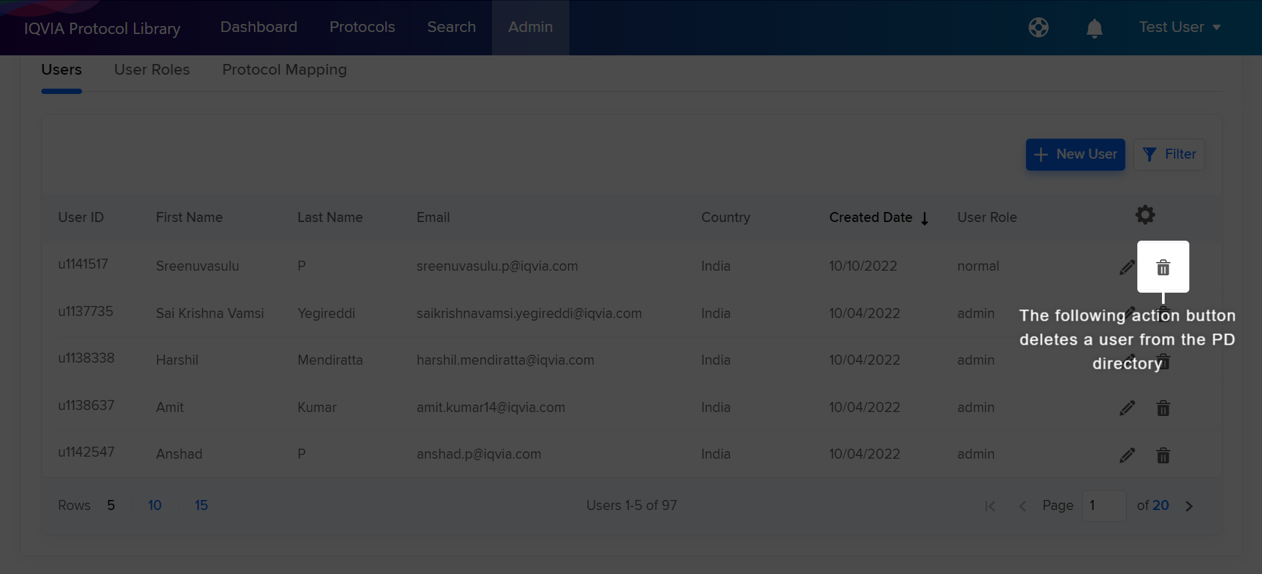 IQVIA Protocol Library Dashboard Protocols Search Admin Test User
Users User Roles Protocol Mapping
New User Filter
User ID First Name Last Name Email Country Created Date User Role
u1141517 Sreenuvasulu P sreenuvasulu.p@iqvia.com India 10/10/2022 normal
u1137735 Sai Krishna Vamsi Yegireddi saikrishnavamsi.yegireddi@iqvia.com India 10/04/2022 admin
The following action button
deletes a user from the PD
directory
u1138338 Harshil Mendiratta harshil.mendiratta@iqvia.com India 10/04/2022 admin
u1138637 Amit Kumar amit.kumar14@iqvia.com India 10/04/2022 admin
u1142547 Anshad P anshad.p@iqvia.com India 10/04/2022 admin
Rows 5 10 15 Users 1-5 of 97 Page 1 of 20